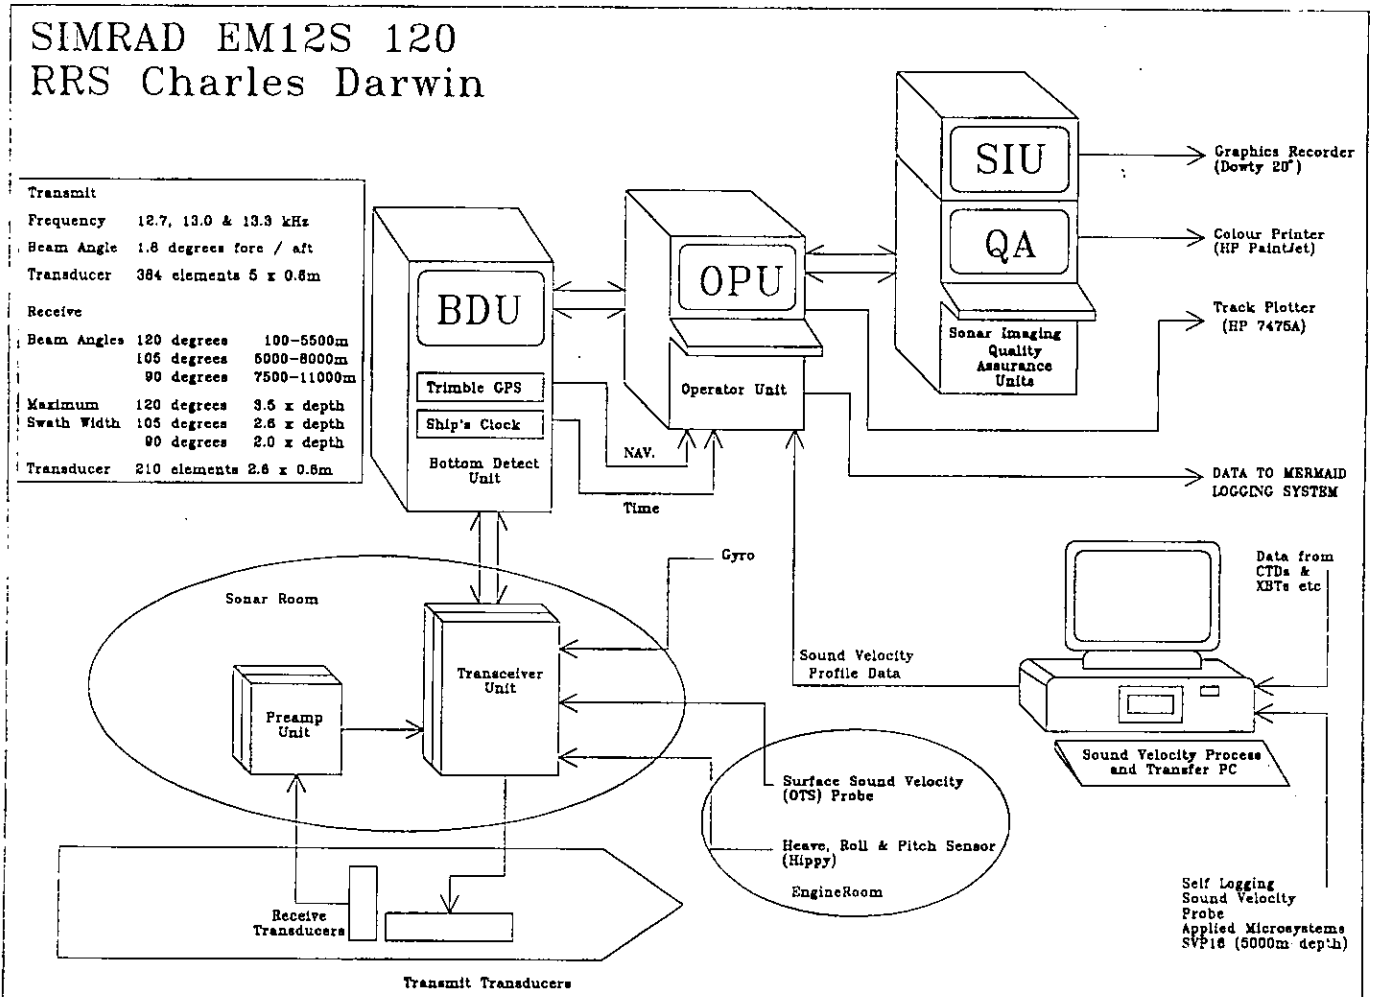 SIMRAD EM12S 120
RRS Charles Darwin
Transmit
Frequency 12.7, 13.0 & 13.3 kHz
Beam Angle 1.8 degrees fore / aft
Transducer 384 elements 5 x 0.6m
Receive
Beam Angles 120 degrees 100-5500m
105 degrees 5000-8000m
90 degrees 7500-11000m
Maximum 120 degrees 3.5 x depth
Swath Width 105 degrees 2.6 x depth
90 degrees 2.0 x depth
Transducer 210 elements 2.6 x 0.6m
BDU
Trimble GPS
Ship's Clock
Bottom Detect
Unit
OPU
Operator Unit
NAV.
Time
SIU
QA
Sonar Imaging
Quality
Assurance
Units
Graphics Recorder
(Dowty 20")
Colour Printer
(HP PaintJet)
Track Plotter
(HP 7475A)
DATA TO MERMAID
LOGGING SYSTEM
Data from
CTDs &
XBTs etc
Gyro
Sonar Room
Transceiver
Unit
Preamp
Unit
Sound Velocity
Profile Data
Sound Velocity Process
and Transfer PC
Surface Sound Velocity
(OTS) Probe
Heave, Roll & Pitch Sensor
(Hippy)
EngineRoom
Self Logging
Sound Velocity
Probe
Applied Microsystems
SVP16 (5000m depth)
Receive
Transducers
Transmit Transducers